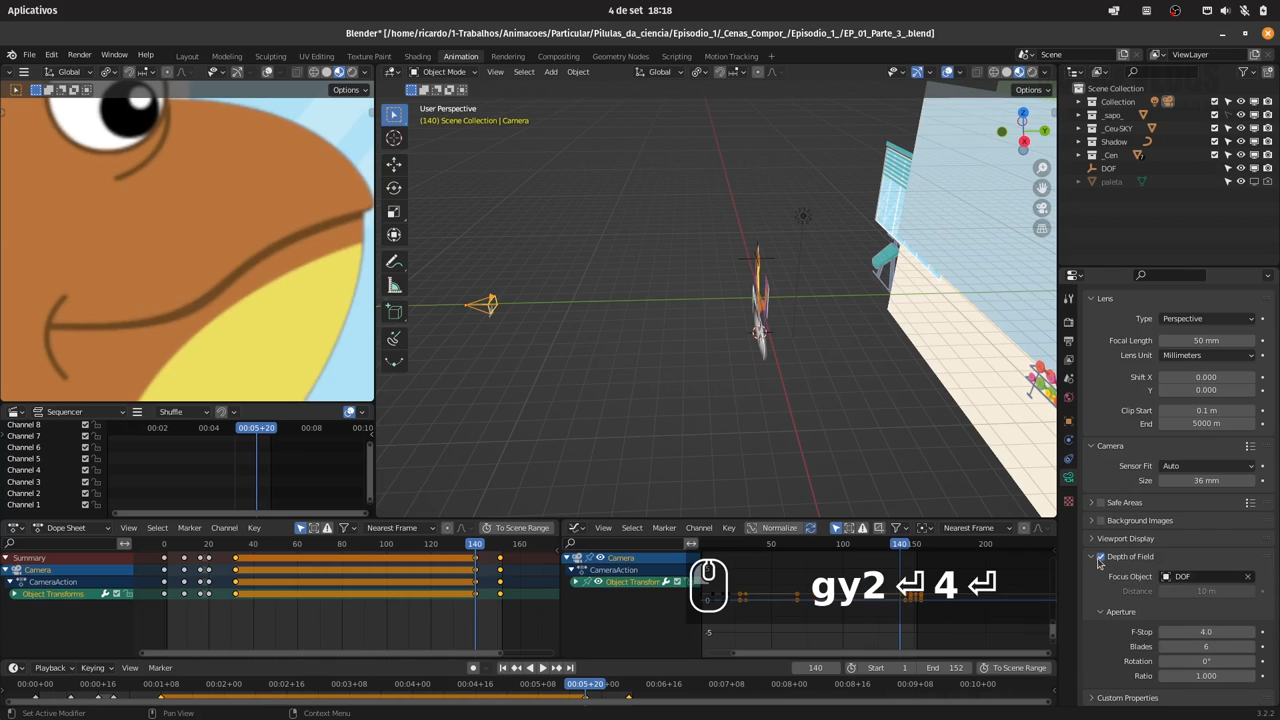 Aplicativos
4 de set 18:18
Blender* [/home/ricardo/1-Trabalhos/Animacoes/Particular/Pilulas_da_ciencia/Episodio_1/Cenas_Compor_/Episodio_1_/EP_01_Parte_3_.blend]
File Edit Render Window Help Layout Modeling Sculpting UV Editing Texture Paint Shading Animation Rendering Compositing Geometry Nodes Scripting Motion Tracking Scene ViewLayer
Global Object Mode View Select Add Object Global
Options Options
User Perspective
(140) Scene Collection | Camera
Z
Y
X
Scene Collection
Collection
_sapo_
_Ceu-SKY
Shadow
_Cen 7
DOF
paleta
Lens
Type Perspective
Focal Length 50 mm
Lens Unit Millimeters
Shift X 0.000
Y 0.000
Clip Start 0.1 m
End 5000 m
Camera
Sensor Fit Auto
Size 36 mm
Safe Areas
Background Images
Viewport Display
Depth of Field
Focus Object DOF
Distance 10 m
Aperture
F-Stop 4.0
Blades 6
Rotation 0°
Ratio 1.000
Custom Properties
Sequencer Shuffle
Channel 8
Channel 7
Channel 6
Channel 5
Channel 4
Channel 3
Channel 2
Channel 1
00:02 00:04 00:05+20 00:08 00:10
Dope Sheet View Select Marker Channel Key Nearest Frame To Scene Range
0 20 40 60 80 100 120 140 160
Summary
Camera
CameraAction
Object Transforms
View Select Marker Channel Key Normalize Nearest Frame
50 100 140 200
Camera
CameraAction
Object Transform
0
-5
gy2 ⏎ 4 ⏎
Playback Keying View Marker 140 Start 1 End 152 To Scene Range
00:00+00 00:00+16 00:01+08 00:02+00 00:02+16 00:03+08 00:04+00 00:04+16 00:05+08 00:05+20 +00 00:06+16 00:07+08 00:08+00 00:08+16 00:09+08
Set Active Modifier Pan View Context Menu 3.2.2